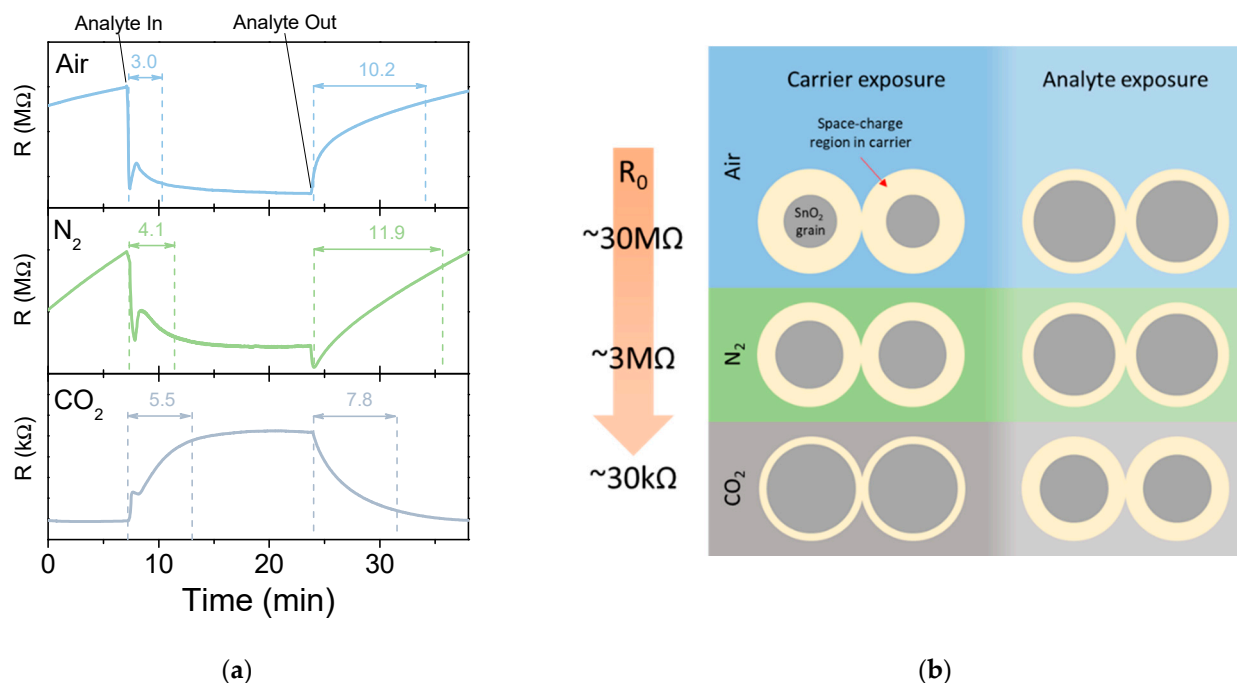 Analyte In
Analyte Out
Air
3.0
10.2
R (MΩ)
N2
4.1
11.9
R (MΩ)
CO2
5.5
7.8
R (kΩ)
0
10
20
30
Time (min)
(a)
R0
~30MΩ
~3MΩ
~30kΩ
Carrier exposure
Analyte exposure
Space-charge
region in carrier
Air
SnO2
grain
N2
CO2
(b)